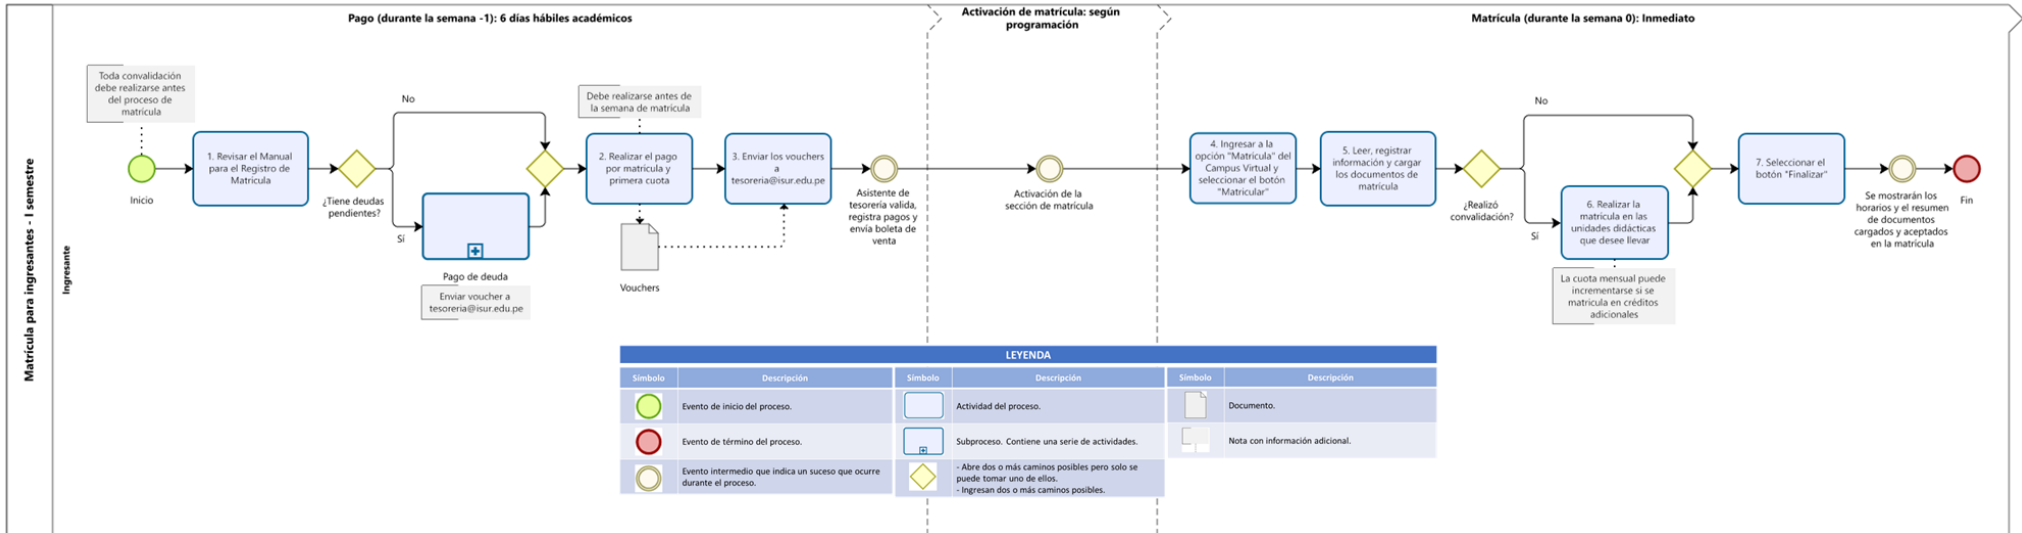 Matrícula para ingresantes - I semestre
Ingresante
Pago (durante la semana -1): 6 días hábiles académicos
Activación de matrícula: según
programación
Matrícula (durante la semana 0): Inmediato
Toda convalidación
debe realizarse antes
del proceso de
matrícula
Inicio
1. Revisar el Manual
para el Registro de
Matrícula
¿Tiene deudas
pendientes?
No
Sí
Pago de deuda
Enviar voucher a
tesoreria@isur.edu.pe
Debe realizarse antes de
la semana de matrícula
2. Realizar el pago
por matrícula y
primera cuota
Vouchers
3. Enviar los vouchers
a
tesoreria@isur.edu.pe
Asistente de
tesorería valida,
registra pagos y
envía boleta de
venta
Activación de la
sección de matrícula
4. Ingresar a la
opción "Matrícula" del
Campus Virtual y
seleccionar el botón
"Matricular"
5. Leer, registrar
información y cargar
los documentos de
matrícula
¿Realizó
convalidación?
No
Sí
6. Realizar la
matrícula en las
unidades didácticas
que desee llevar
La cuota mensual puede
incrementarse si se
matricula en créditos
adicionales
7. Seleccionar el
botón "Finalizar"
Se mostrarán los
horarios y el resumen
de documentos
cargados y aceptados
en la matrícula
Fin
LEYENDA
Símbolo
Descripción
Símbolo
Descripción
Símbolo
Descripción
Evento de inicio del proceso.
Actividad del proceso.
Documento.
Evento de término del proceso.
Subproceso. Contiene una serie de actividades.
Nota con información adicional.
Evento intermedio que indica un suceso que ocurre
durante el proceso.
- Abre dos o más caminos posibles pero solo se
puede tomar uno de ellos.
- Ingresan dos o más caminos posibles.